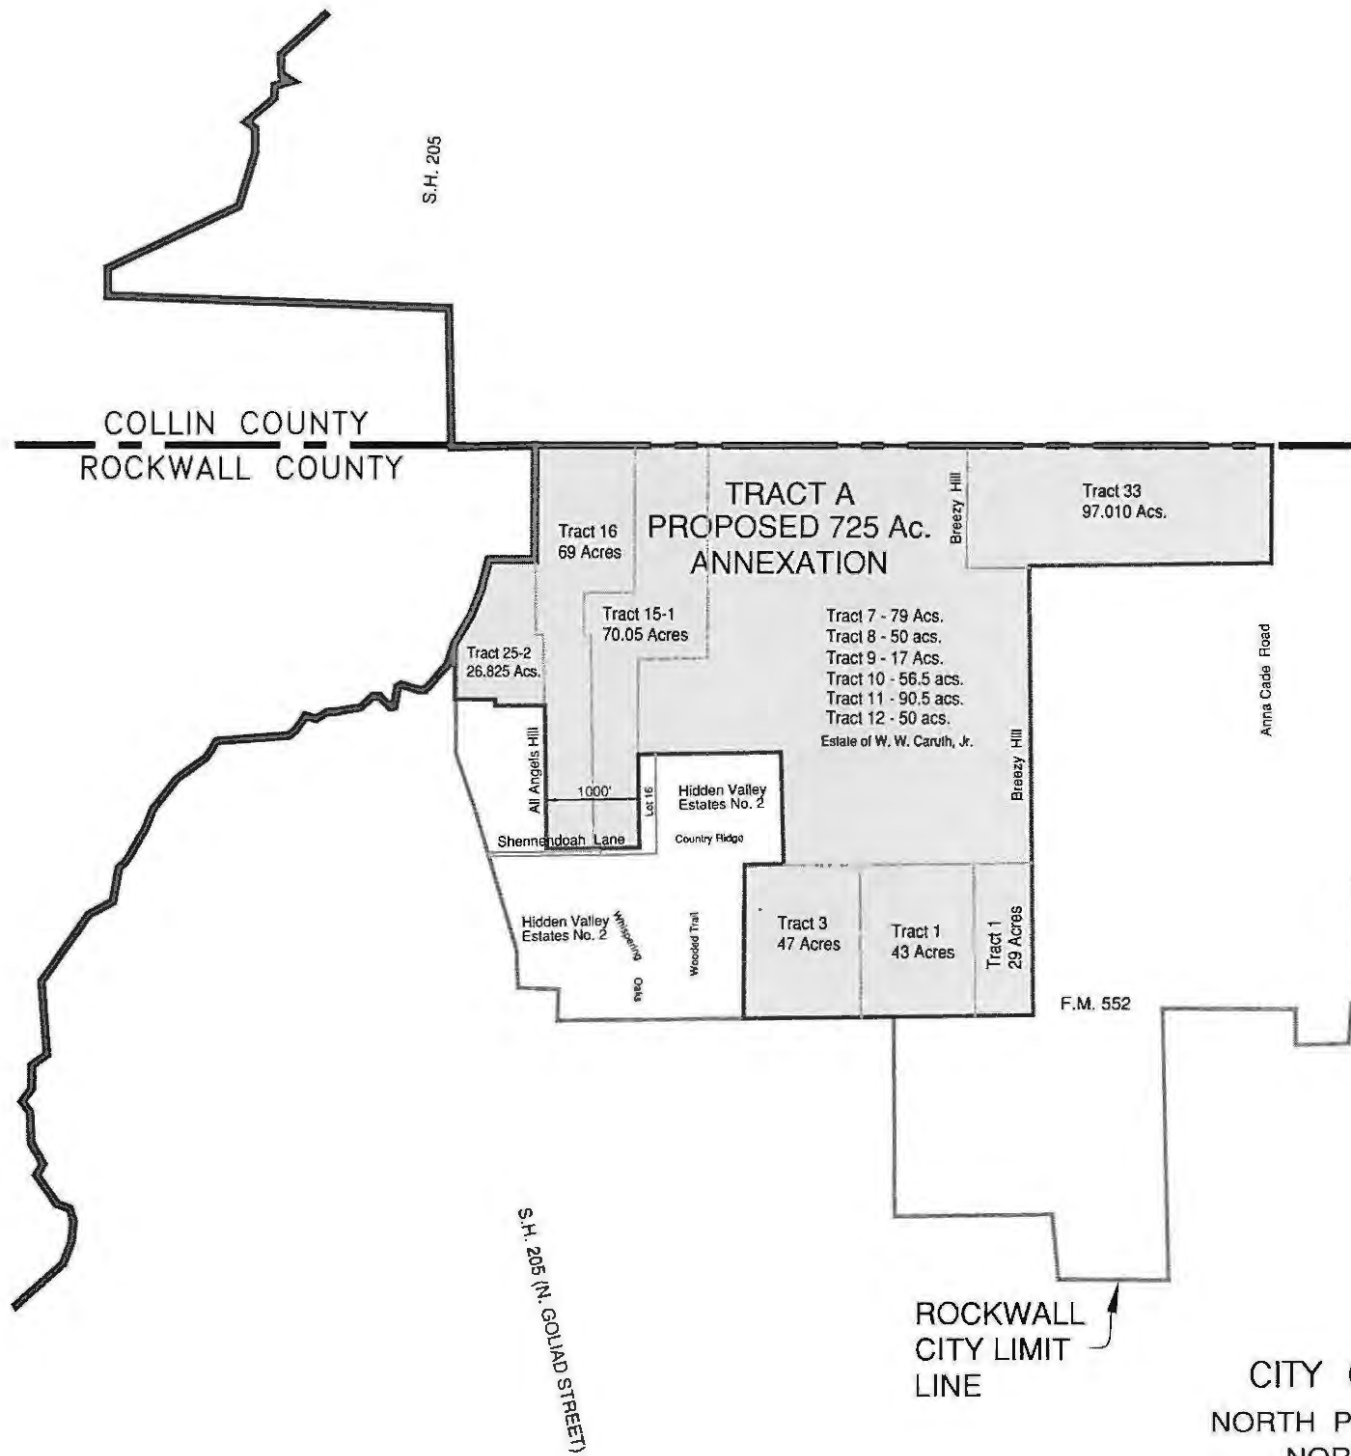 S.H. 205
COLLIN COUNTY
ROCKWALL COUNTY
TRACT A
PROPOSED 725 Ac.
ANNEXATION
Breezy Hill
Tract 33
97.010 Acs.
Tract 16
69 Acres
Tract 15-1
70.05 Acres
Tract 25-2
26.825 Acs.
Tract 7 - 79 Acs.
Tract 8 - 50 acs.
Tract 9 - 17 Acs.
Tract 10 - 56.5 acs.
Tract 11 - 90.5 acs.
Tract 12 - 50 acs.
Estate of W. W. Caruth, Jr.
Anna Cade Road
Breezy Hill
All Angels Hill
1000'
Lot 16
Hidden Valley
Estates No. 2
Shennendoah Lane
Country Ridge
Hidden Valley
Estates No. 2
Whispering Oaks
Wooded Trail
Tract 3
47 Acres
Tract 1
43 Acres
Tract 1
29 Acres
F.M. 552
S.H. 205 (N. GOLIAD STREET)
ROCKWALL
CITY LIMIT
LINE
CITY
NORTH P
NOR